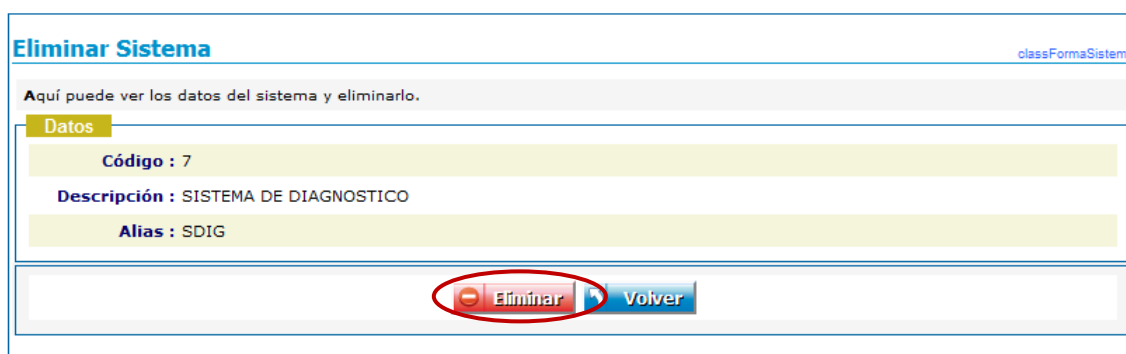 Eliminar Sistema
classFormaSistem
Aquí puede ver los datos del sistema y eliminarlo.
Datos
Código : 7
Descripción : SISTEMA DE DIAGNOSTICO
Alias : SDIG
Eliminar Volver